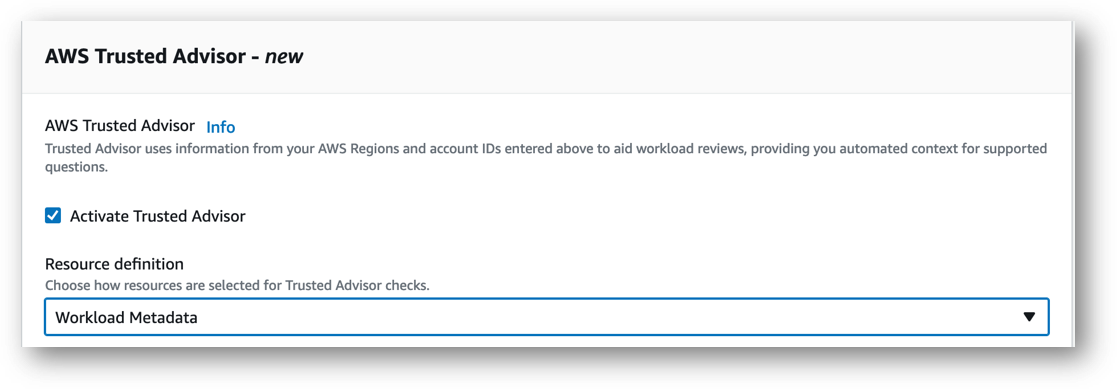 AWS Trusted Advisor - new
AWS Trusted Advisor Info
Trusted Advisor uses information from your AWS Regions and account IDs entered above to aid workload reviews, providing you automated context for supported
questions.
Activate Trusted Advisor
Resource definition
Choose how resources are selected for Trusted Advisor checks.
Workload Metadata